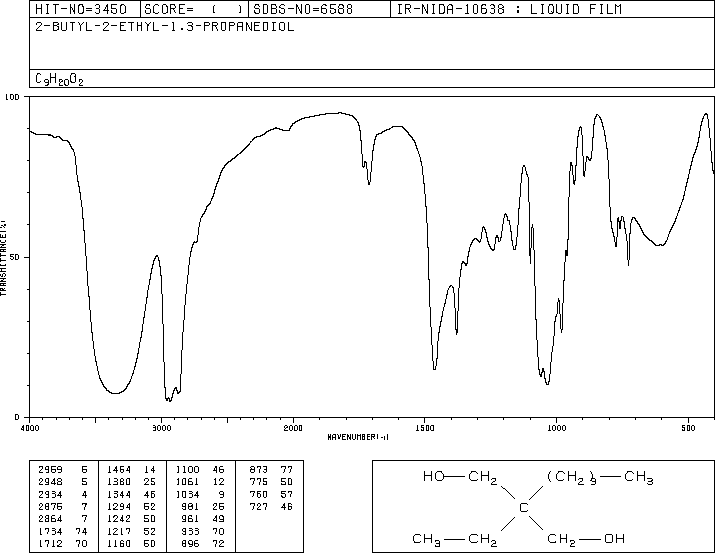 HIT-NO=3450 SCORE= ( ) SDBS-NO=6588 IR-NIDA-10638 : LIQUID FILM
2-BUTYL-2-ETHYL-1,3-PROPANEDIOL
C9H20O2
100
50
0
TRANSMITTANCE(%)
4000 3000 2000 1500 1000 500
WAVENUMBER(-1)
2959 6 1464 14 1100 46 873 77
2948 5 1380 25 1061 12 775 50
2934 4 1344 46 1034 9 760 57
2875 7 1294 52 981 25 727 46
2864 7 1242 50 961 49
1734 74 1217 52 933 70
1712 70 1160 50 896 72
HO—CH2 (CH2)3—CH3
C
CH3—CH2 CH2—OH